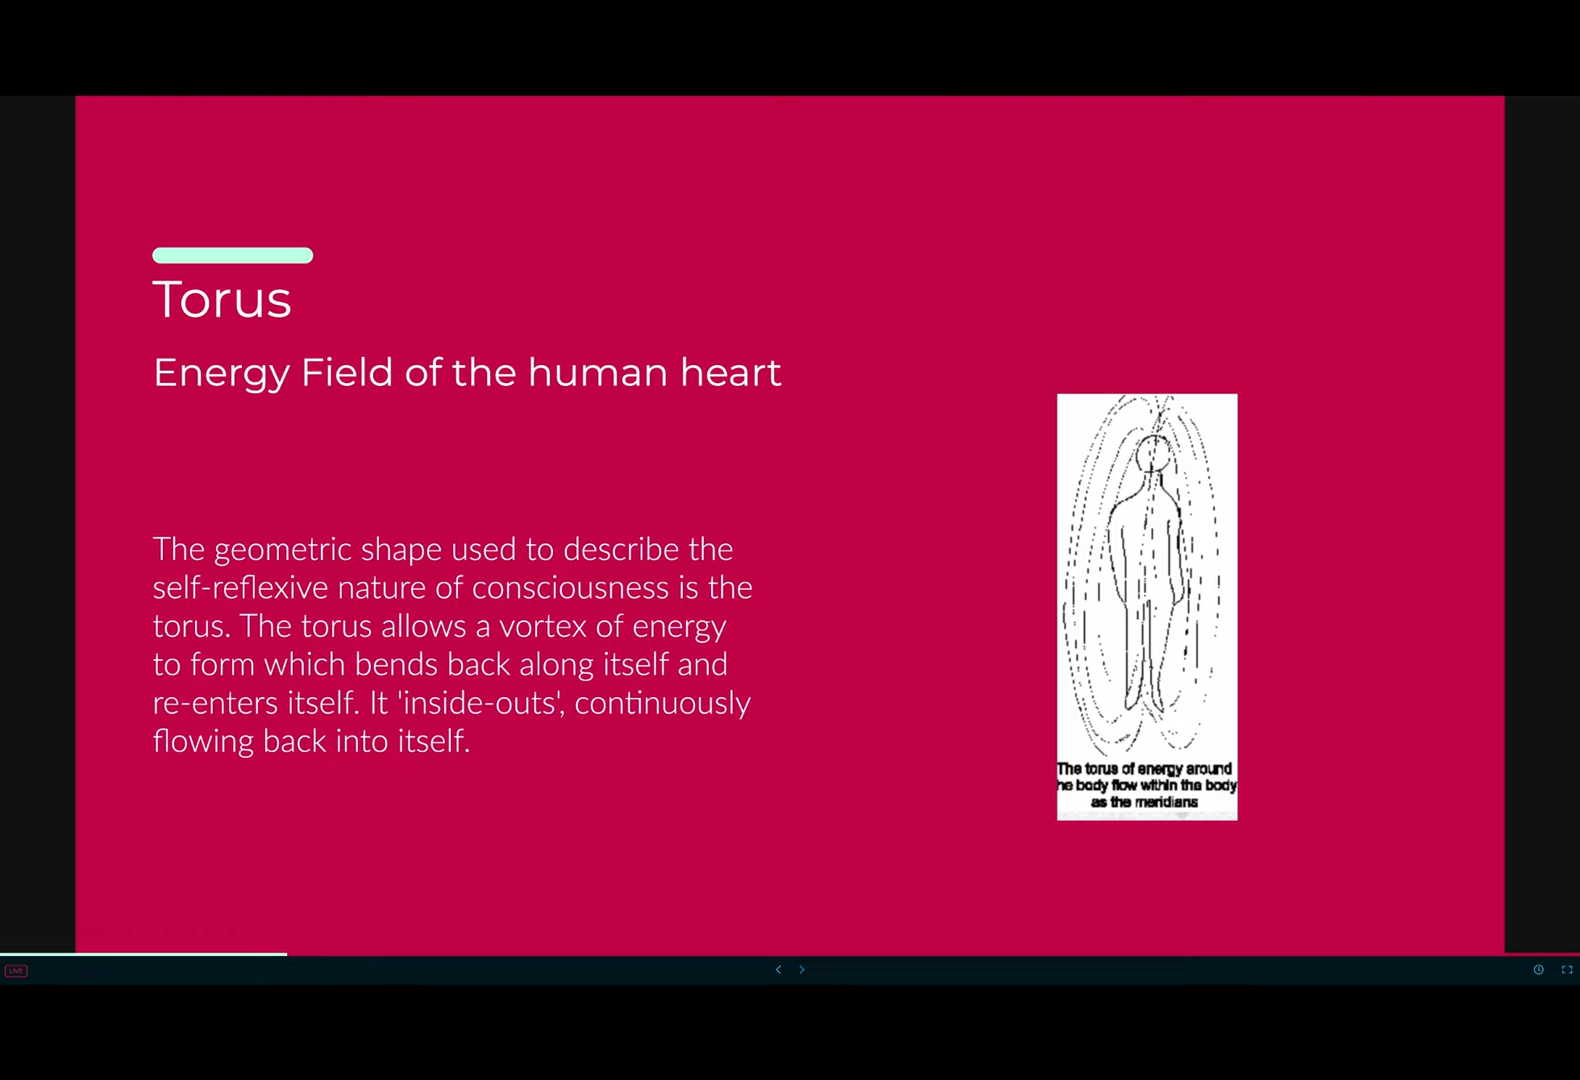 Torus
Energy Field of the human heart
The geometric shape used to describe the
self-reflexive nature of consciousness is the
torus. The torus allows a vortex of energy
to form which bends back along itself and
re-enters itself. It 'inside-outs', continuously
flowing back into itself.
The torus of energy around
he body flow within the body
as the meridians
LIVE